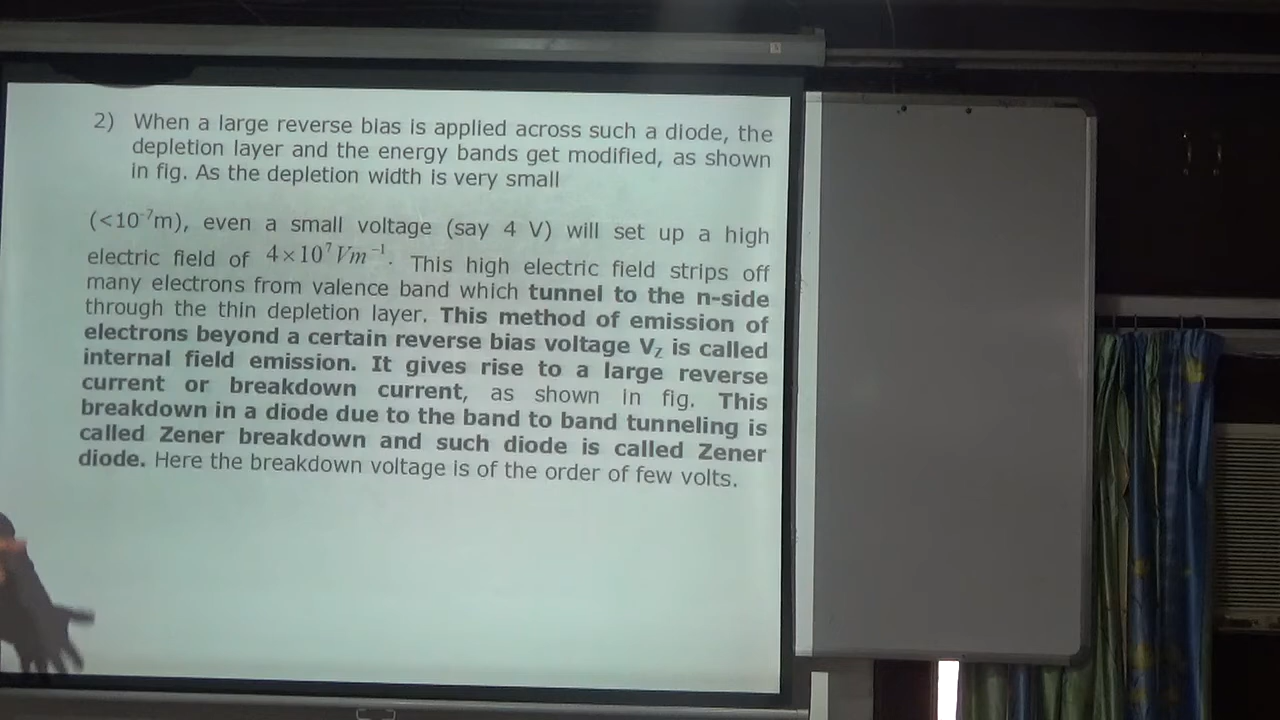 2) When a large reverse bias is applied across such a diode, the
depletion layer and the energy bands get modified, as shown
in fig. As the depletion width is very small
(<10⁻⁷m), even a small voltage (say 4 V) will set up a high
electric field of 4×10⁷Vm⁻¹. This high electric field strips off
many electrons from valence band which tunnel to the n-side
through the thin depletion layer. This method of emission of
electrons beyond a certain reverse bias voltage V_Z is called
internal field emission. It gives rise to a large reverse
current or breakdown current, as shown in fig. This
breakdown in a diode due to the band to band tunneling is
called Zener breakdown and such diode is called Zener
diode. Here the breakdown voltage is of the order of few volts.